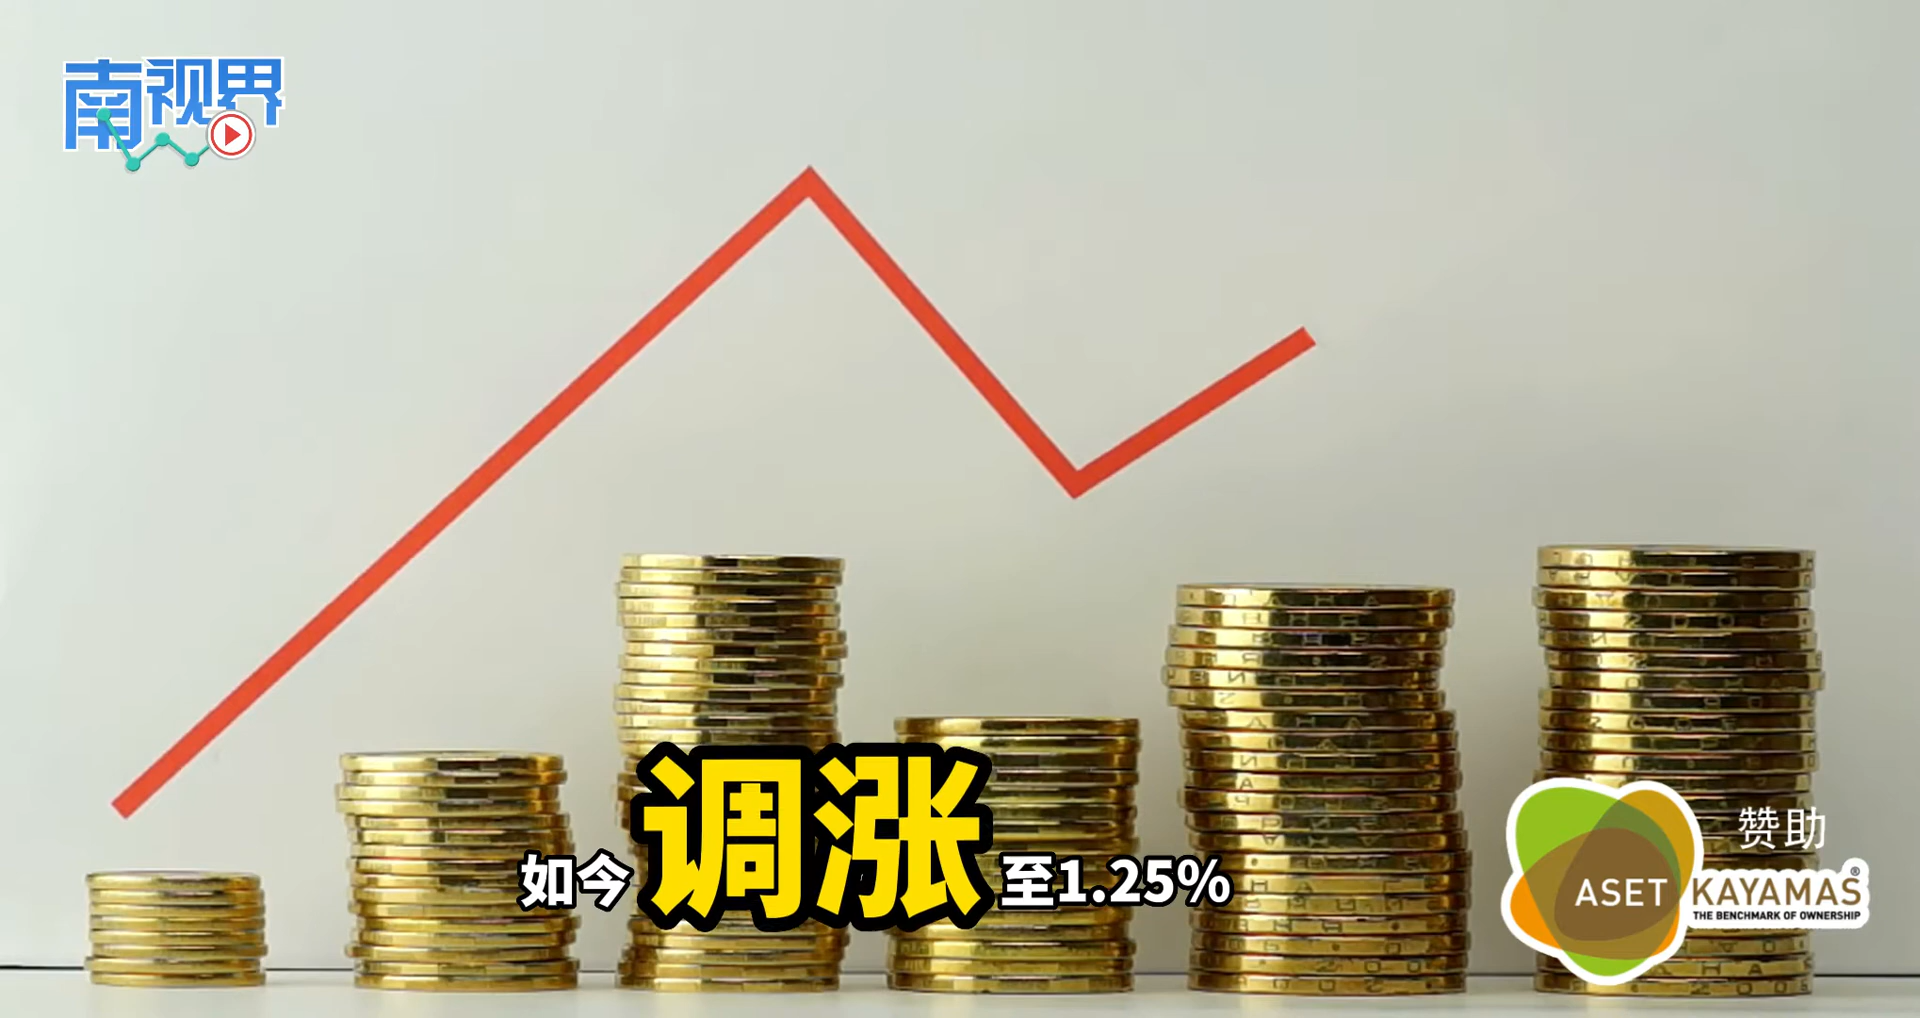 南视界
如今调涨至1.25%
赞助
ASET KAYAMAS®
THE BENCHMARK OF OWNERSHIP